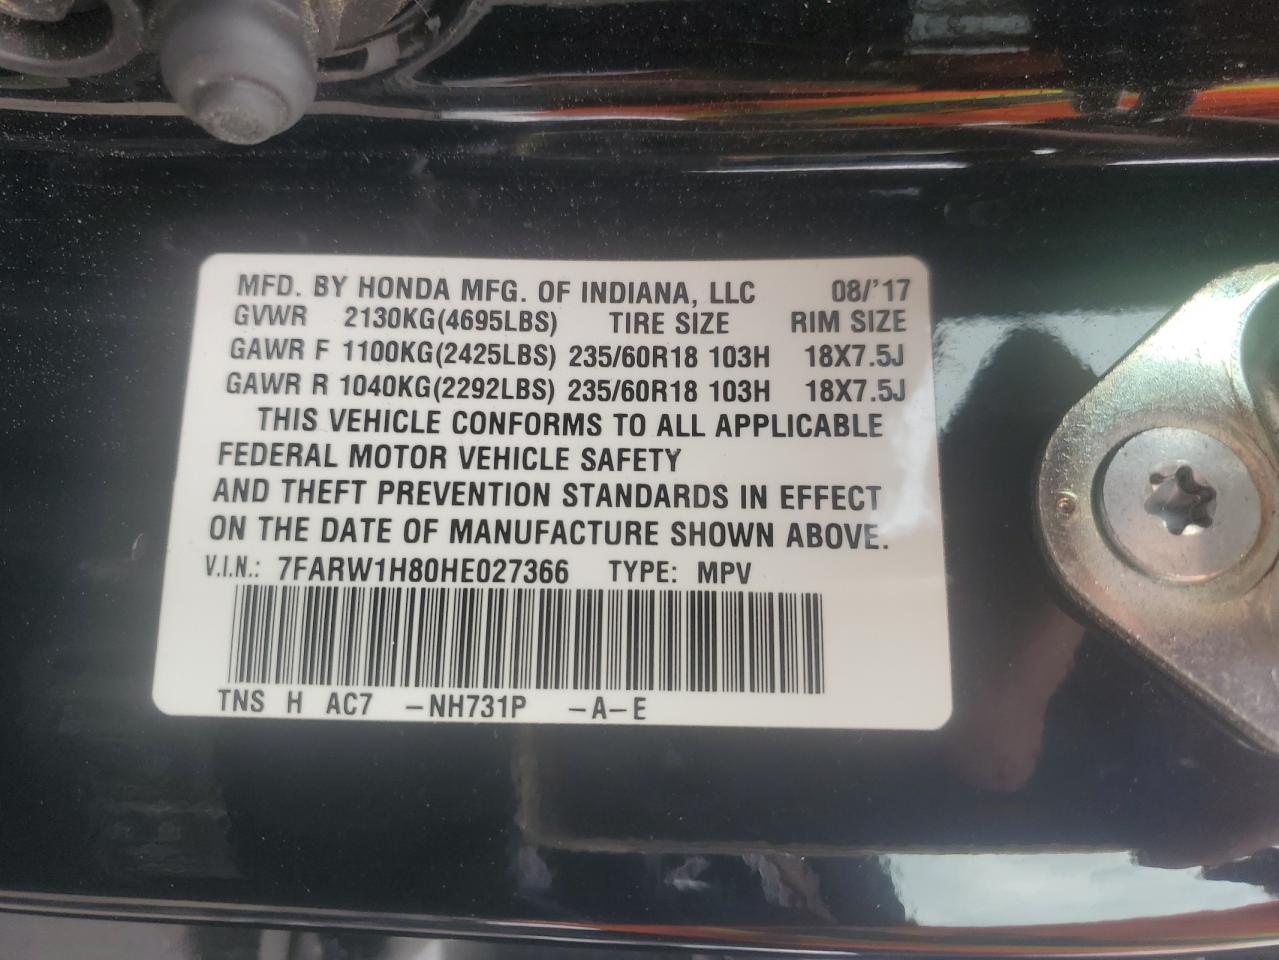 MFD. BY HONDA MFG. OF INDIANA, LLC 08/'17
GVWR 2130KG(4695LBS) TIRE SIZE RIM SIZE
GAWR F 1100KG(2425LBS) 235/60R18 103H 18X7.5J
GAWR R 1040KG(2292LBS) 235/60R18 103H 18X7.5J
THIS VEHICLE CONFORMS TO ALL APPLICABLE
FEDERAL MOTOR VEHICLE SAFETY
AND THEFT PREVENTION STANDARDS IN EFFECT
ON THE DATE OF MANUFACTURE SHOWN ABOVE.
V.I.N.: 7FARW1H80HE027366 TYPE: MPV
TNS H AC7 -NH731P -A-E